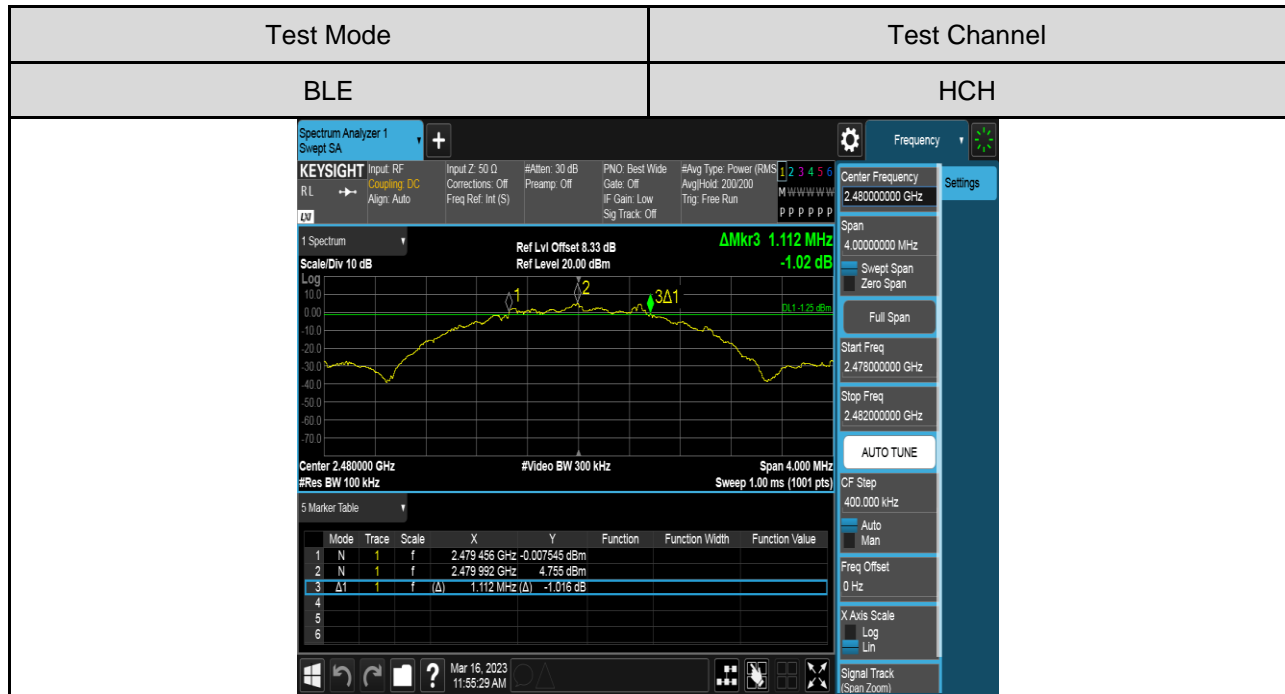 Test Mode
Test Channel
BLE
HCH
Spectrum Analyzer 1
Swept SA
+
Frequency
KEYSIGHT
RL
LXI
Input: RF
Coupling: DC
Align: Auto
Input Z: 50 Ω
Corrections: Off
Freq Ref: Int (S)
#Atten: 30 dB
Preamp: Off
PNO: Best Wide
Gate: Off
IF Gain: Low
Sig Track: Off
#Avg Type: Power (RMS
Avg|Hold: 200/200
Trig: Free Run
1 2 3 4 5 6
M W W W W W
P P P P P P
Center Frequency
2.480000000 GHz
Settings
Span
4.00000000 MHz
Swept Span
Zero Span
Full Span
Start Freq
2.478000000 GHz
Stop Freq
2.482000000 GHz
AUTO TUNE
CF Step
400.000 kHz
Auto
Man
Freq Offset
0 Hz
X Axis Scale
Log
Lin
Signal Track
(Span Zoom)
1 Spectrum
Scale/Div 10 dB
Ref Lvl Offset 8.33 dB
Ref Level 20.00 dBm
ΔMkr3 1.112 MHz
-1.02 dB
Log
10.0
0.00
-10.0
-20.0
-30.0
-40.0
-50.0
-60.0
-70.0
1
2
3Δ1
DL1 -1.25 dBm
Center 2.480000 GHz
#Video BW 300 kHz
Span 4.000 MHz
#Res BW 100 kHz
Sweep 1.00 ms (1001 pts)
5 Marker Table
Mode Trace Scale X Y Function Function Width Function Value
1 N 1 f 2.479 456 GHz -0.007545 dBm
2 N 1 f 2.479 992 GHz 4.755 dBm
3 Δ1 1 f (Δ) 1.112 MHz (Δ) -1.016 dB
4
5
6
?
Mar 16, 2023
11:55:29 AM